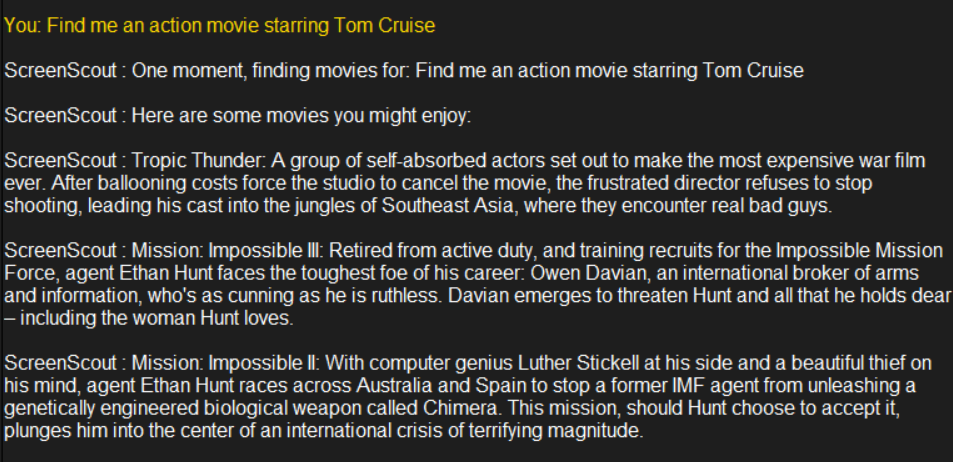 You: Find me an action movie starring Tom Cruise
ScreenScout : One moment, finding movies for: Find me an action movie starring Tom Cruise
ScreenScout : Here are some movies you might enjoy:
ScreenScout : Tropic Thunder: A group of self-absorbed actors set out to make the most expensive war film
ever. After ballooning costs force the studio to cancel the movie, the frustrated director refuses to stop
shooting, leading his cast into the jungles of Southeast Asia, where they encounter real bad guys.
ScreenScout : Mission: Impossible III: Retired from active duty, and training recruits for the Impossible Mission
Force, agent Ethan Hunt faces the toughest foe of his career: Owen Davian, an international broker of arms
and information, who's as cunning as he is ruthless. Davian emerges to threaten Hunt and all that he holds dear
– including the woman Hunt loves.
ScreenScout : Mission: Impossible II: With computer genius Luther Stickell at his side and a beautiful thief on
his mind, agent Ethan Hunt races across Australia and Spain to stop a former IMF agent from unleashing a
genetically engineered biological weapon called Chimera. This mission, should Hunt choose to accept it,
plunges him into the center of an international crisis of terrifying magnitude.